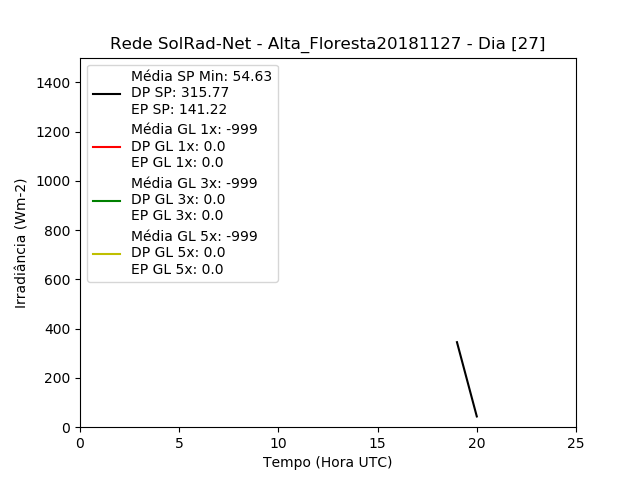 Rede SolRad-Net - Alta_Floresta20181127 - Dia [27]
Média SP Min: 54.63
DP SP: 315.77
EP SP: 141.22
Média GL 1x: -999
DP GL 1x: 0.0
EP GL 1x: 0.0
Média GL 3x: -999
DP GL 3x: 0.0
EP GL 3x: 0.0
Média GL 5x: -999
DP GL 5x: 0.0
EP GL 5x: 0.0
1400
1200
1000
800
600
400
200
0
Irradiância (Wm-2)
0 5 10 15 20 25
Tempo (Hora UTC)